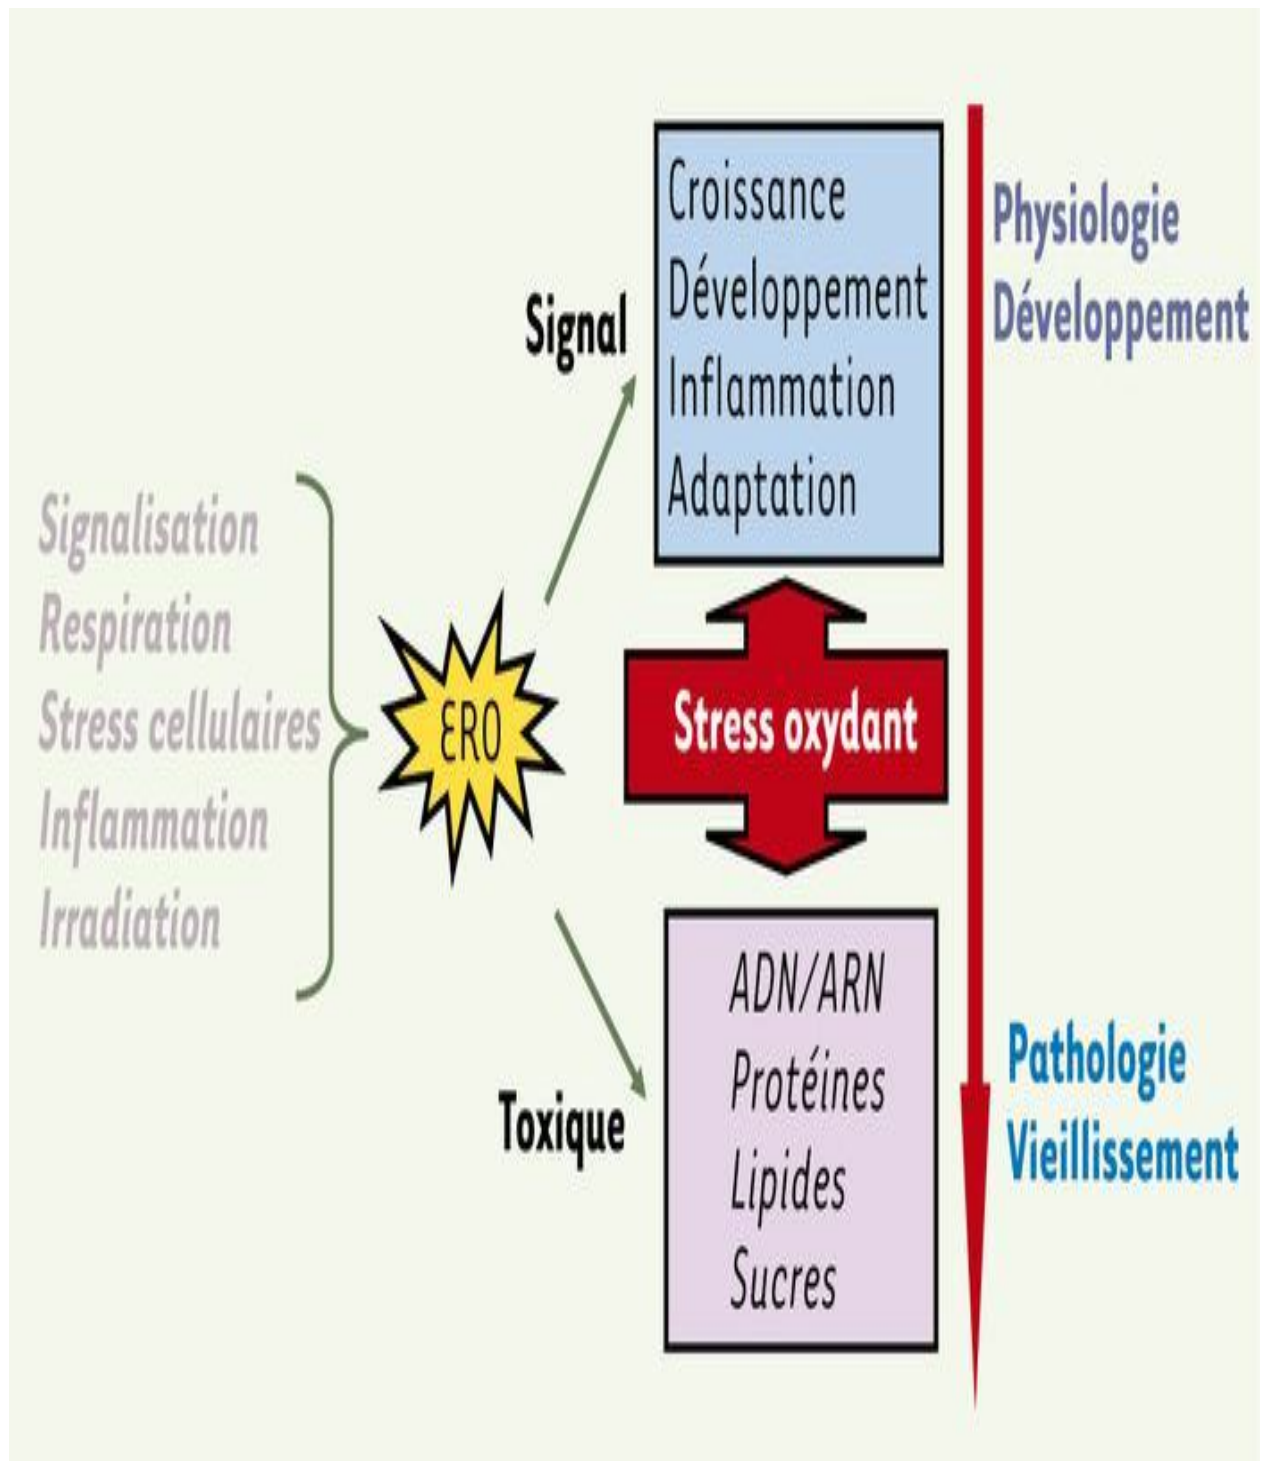 Signalisation
Respiration
Stress cellulaires
Inflammation
Irradiation
ERO
Signal
Croissance
Développement
Inflammation
Adaptation
Stress oxydant
Toxique
ADN/ARN
Protéines
Lipides
Sucres
Physiologie
Développement
Pathologie
Vieillissement